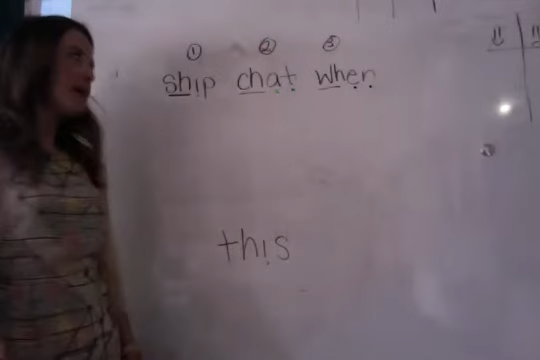 ① ② ③
ship chat when
this